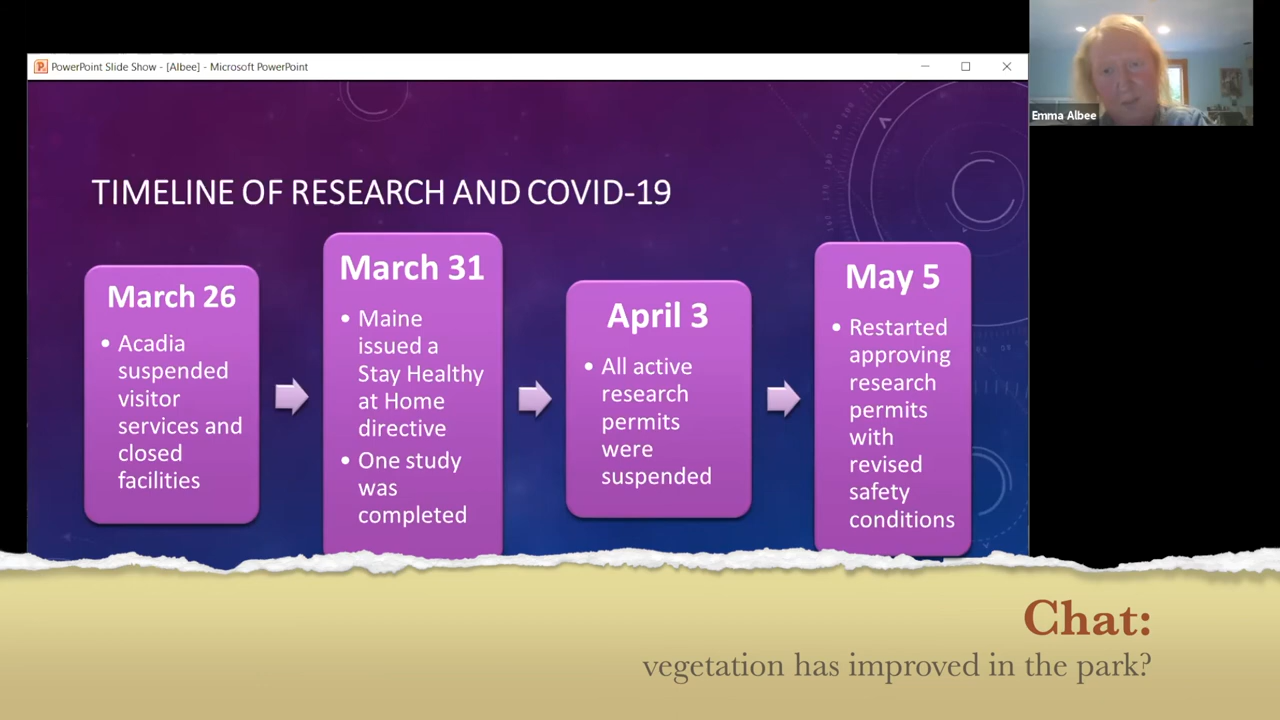 PowerPoint Slide Show - [Albee] - Microsoft PowerPoint
Emma Albee
TIMELINE OF RESEARCH AND COVID-19
March 26
• Acadia
suspended
visitor
services and
closed
facilities
March 31
• Maine
issued a
Stay Healthy
at Home
directive
• One study
was
completed
April 3
• All active
research
permits
were
suspended
May 5
• Restarted
approving
research
permits
with
revised
safety
conditions
Chat:
vegetation has improved in the park?